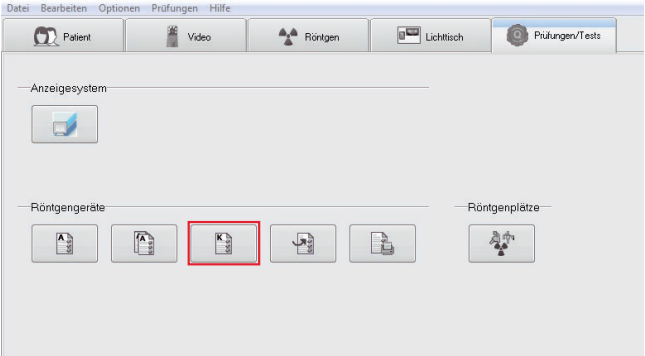 Datei Bearbeiten Optionen Prüfungen Hilfe
Patient Video Röntgen Lichttisch Prüfungen/Tests
Anzeigesystem
Röntgengeräte Röntgenplätze
A A K